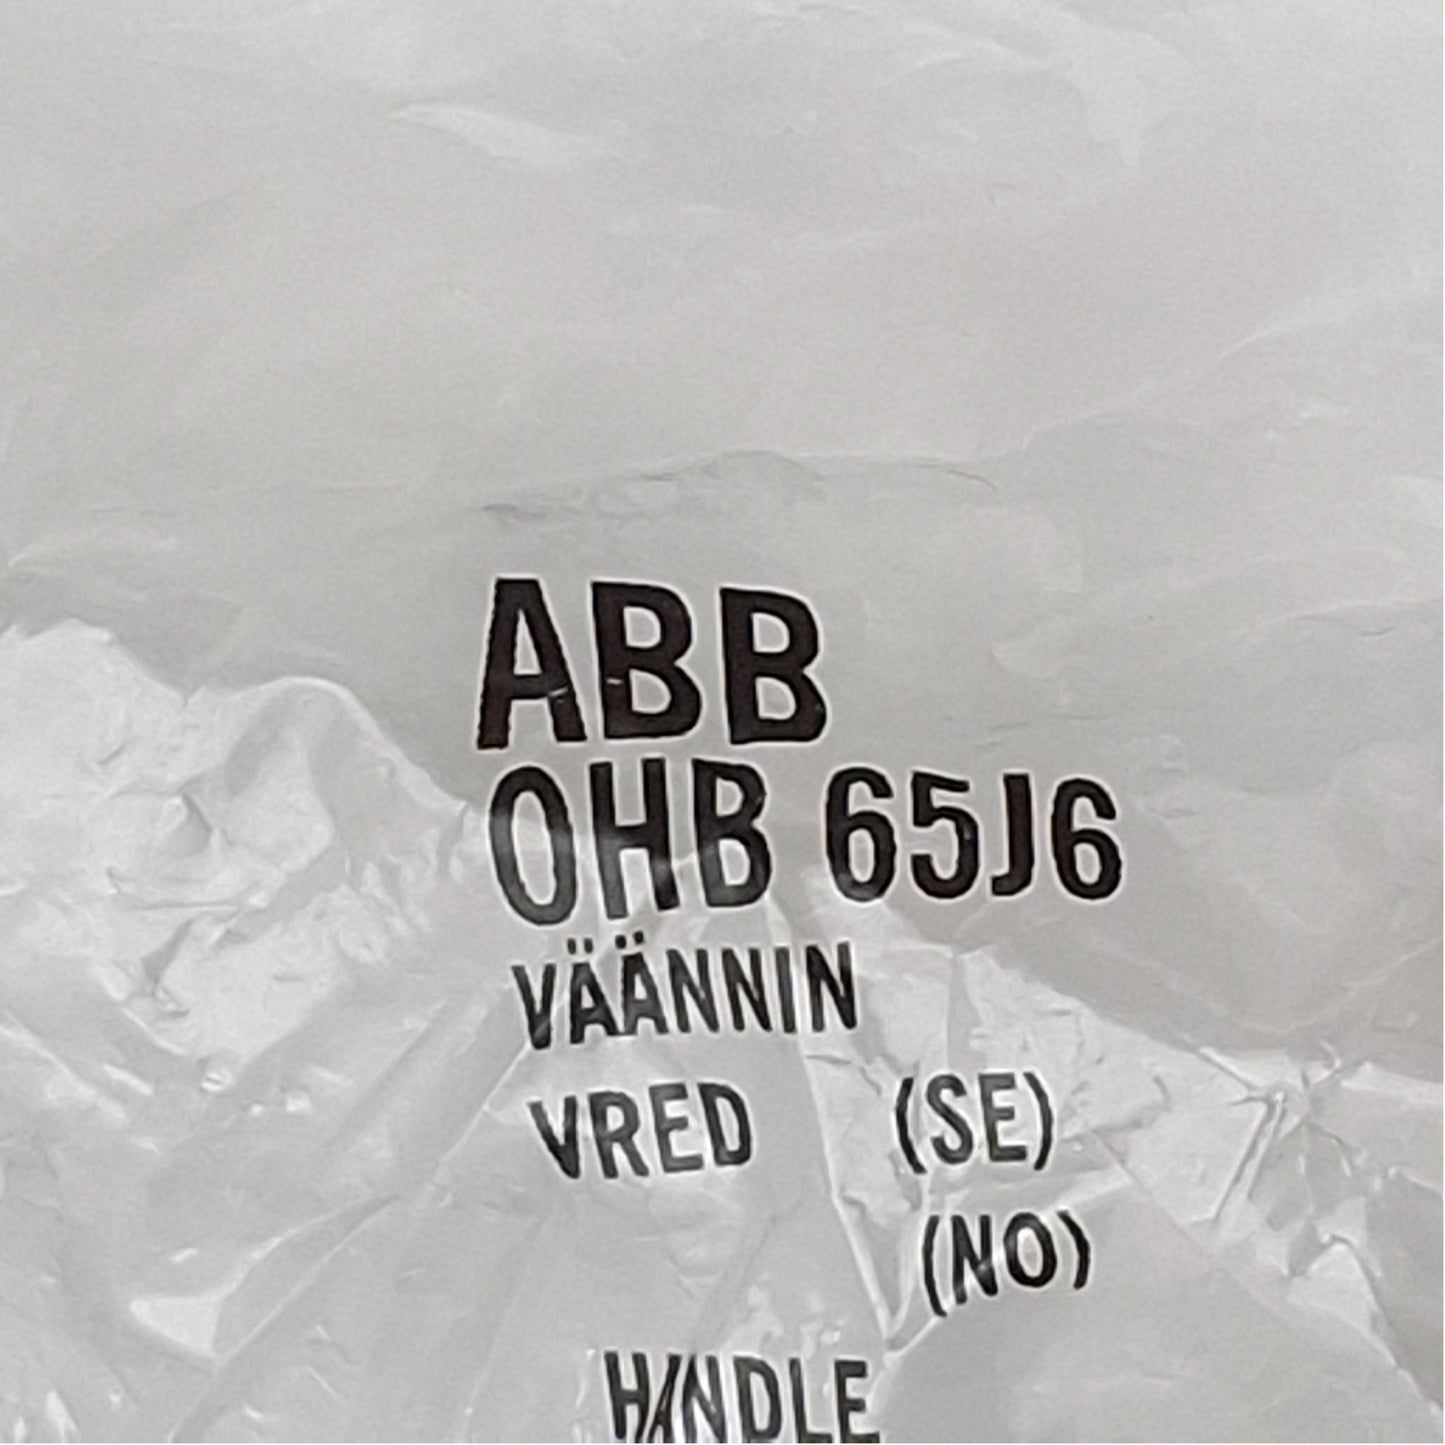 ABB
OHB 65J6
VÄÄNNIN
VRED (SE)
(NO)
HANDLE